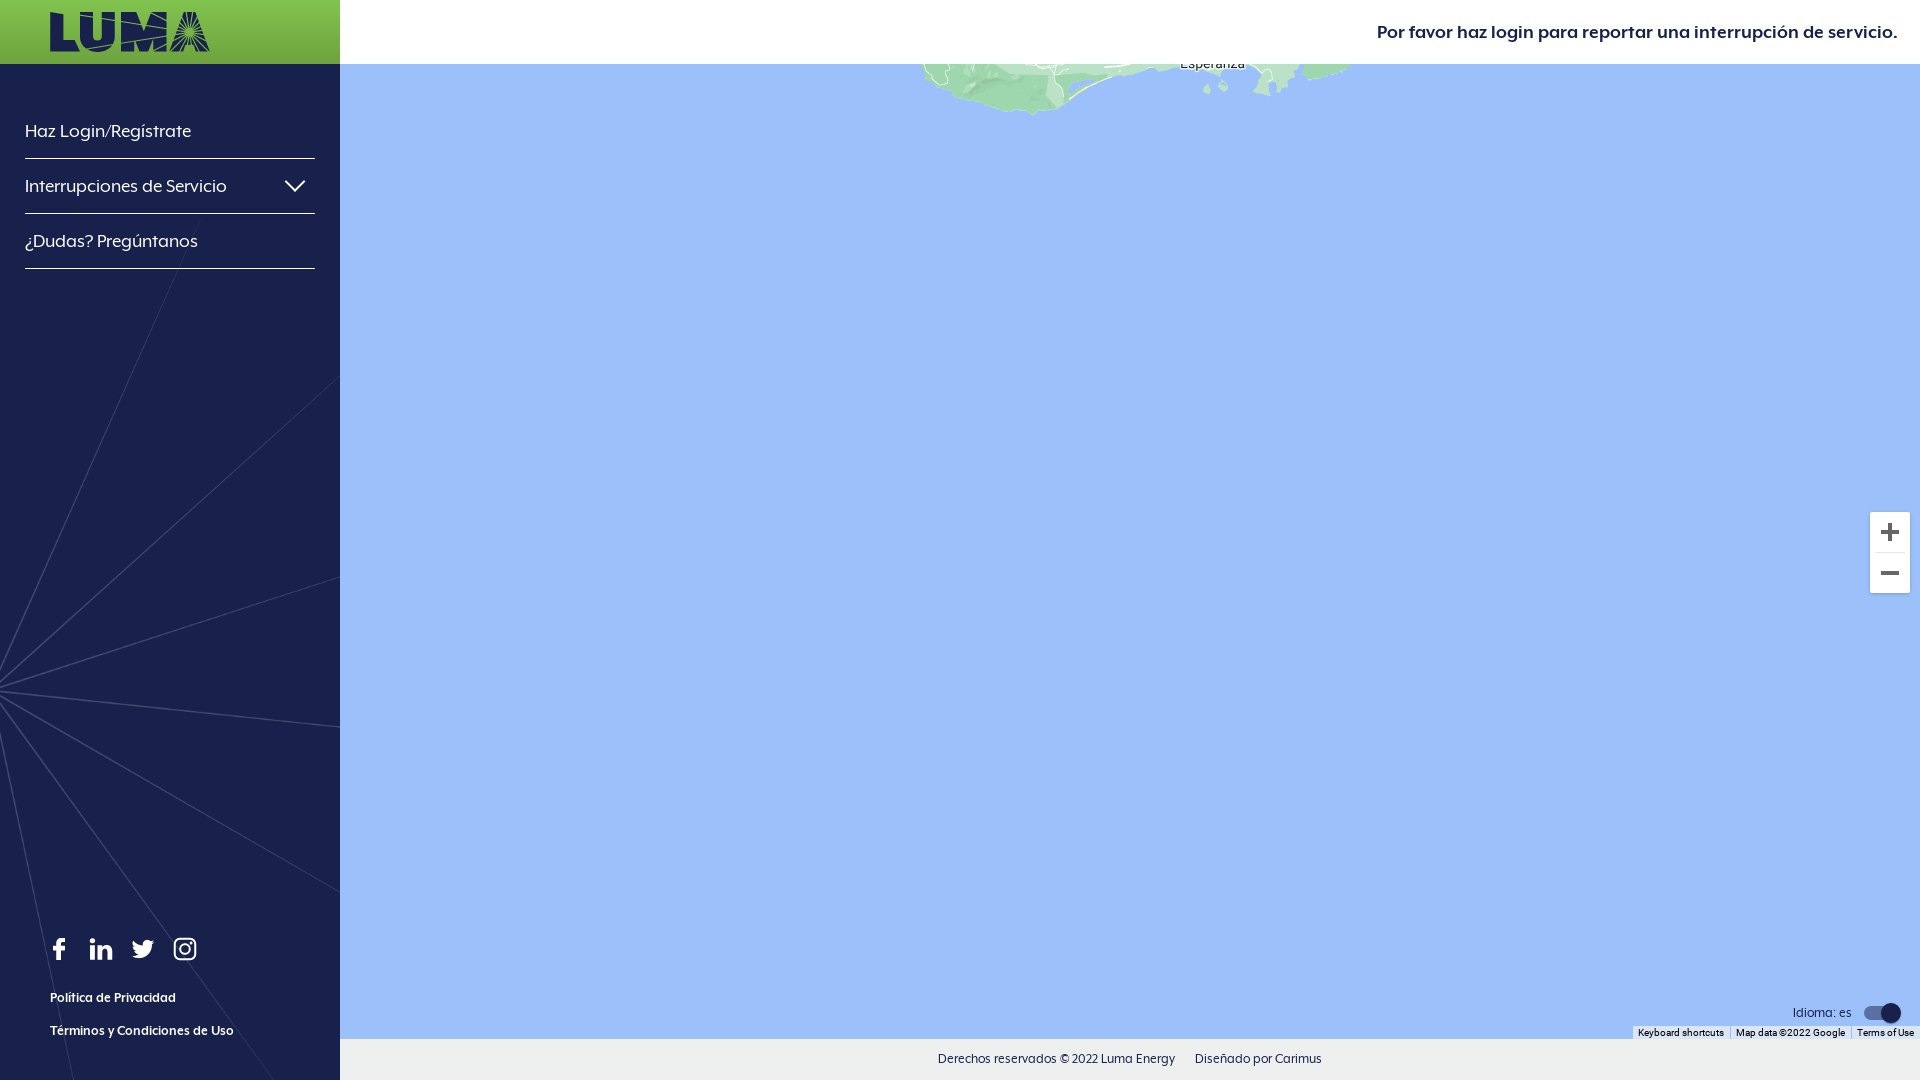 LUMA
Por favor haz login para reportar una interrupción de servicio.
Esperanza
Haz Login/Regístrate
Interrupciones de Servicio
¿Dudas? Pregúntanos
Política de Privacidad
Términos y Condiciones de Uso
Idioma: es
Keyboard shortcuts
Map data ©2022 Google
Terms of Use
Derechos reservados © 2022 Luma Energy
Diseñado por Carimus